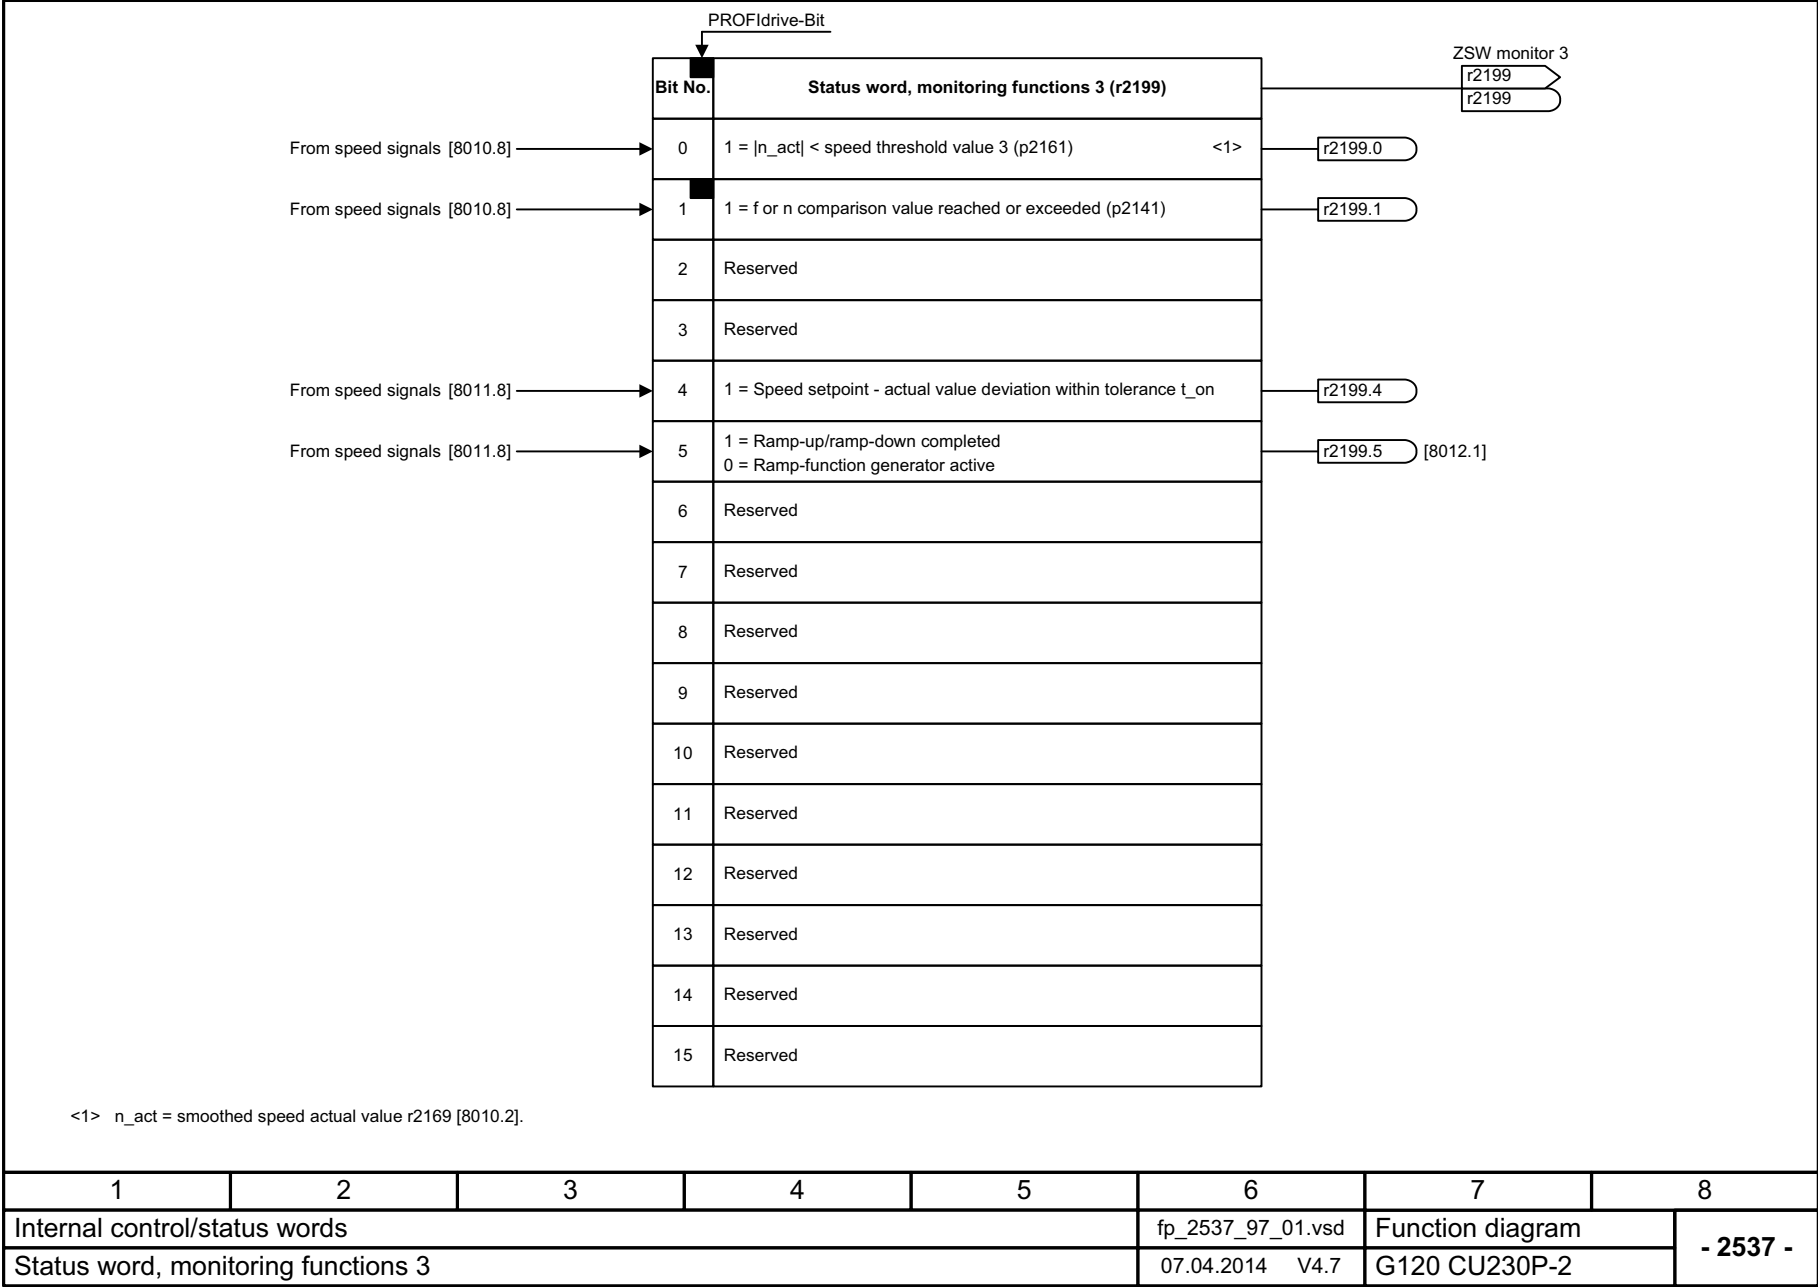 PROFIdrive-Bit
ZSW monitor 3
r2199
r2199
Bit No. Status word, monitoring functions 3 (r2199)
From speed signals [8010.8] 0 1 = |n_act| < speed threshold value 3 (p2161) <1> r2199.0
From speed signals [8010.8] 1 1 = f or n comparison value reached or exceeded (p2141) r2199.1
2 Reserved
3 Reserved
From speed signals [8011.8] 4 1 = Speed setpoint - actual value deviation within tolerance t_on r2199.4
1 = Ramp-up/ramp-down completed
From speed signals [8011.8] 5 r2199.5 [8012.1]
0 = Ramp-function generator active
6 Reserved
7 Reserved
8 Reserved
9 Reserved
10 Reserved
11 Reserved
12 Reserved
13 Reserved
14 Reserved
15 Reserved
<1> n_act = smoothed speed actual value r2169 [8010.2].
1 2 3 4 5 6 7 8
Internal control/status words fp_2537_97_01.vsd Function diagram
- 2537 -
Status word, monitoring functions 3 07.04.2014 V4.7 G120 CU230P-2